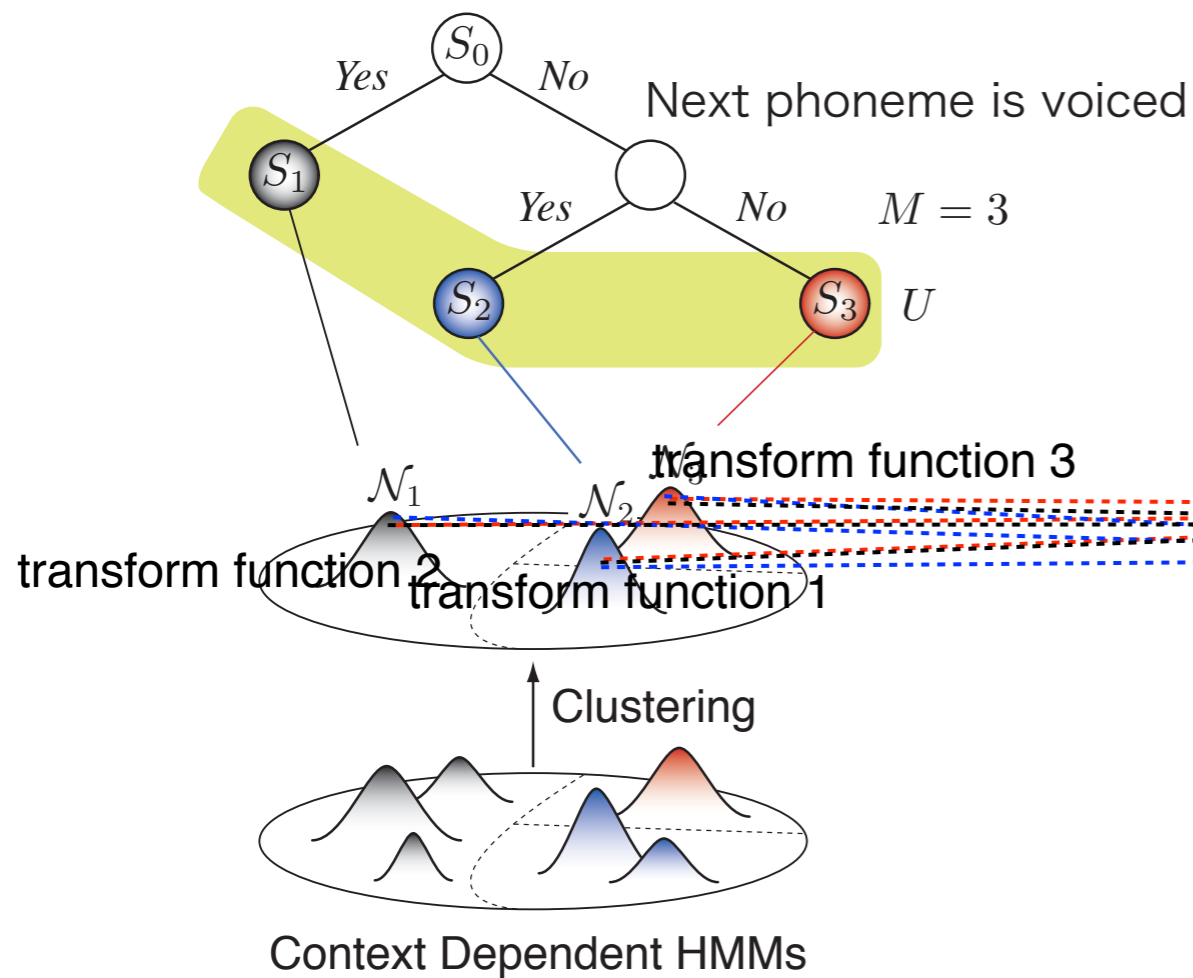 S₀
Yes
No
Next phoneme is voiced
S₁
Yes
No
M = 3
S₂
S₃
U
transform function 3
𝒩₁
𝒩₂
𝒩₃
transform function 2
transform function 1
Clustering
Context Dependent HMMs